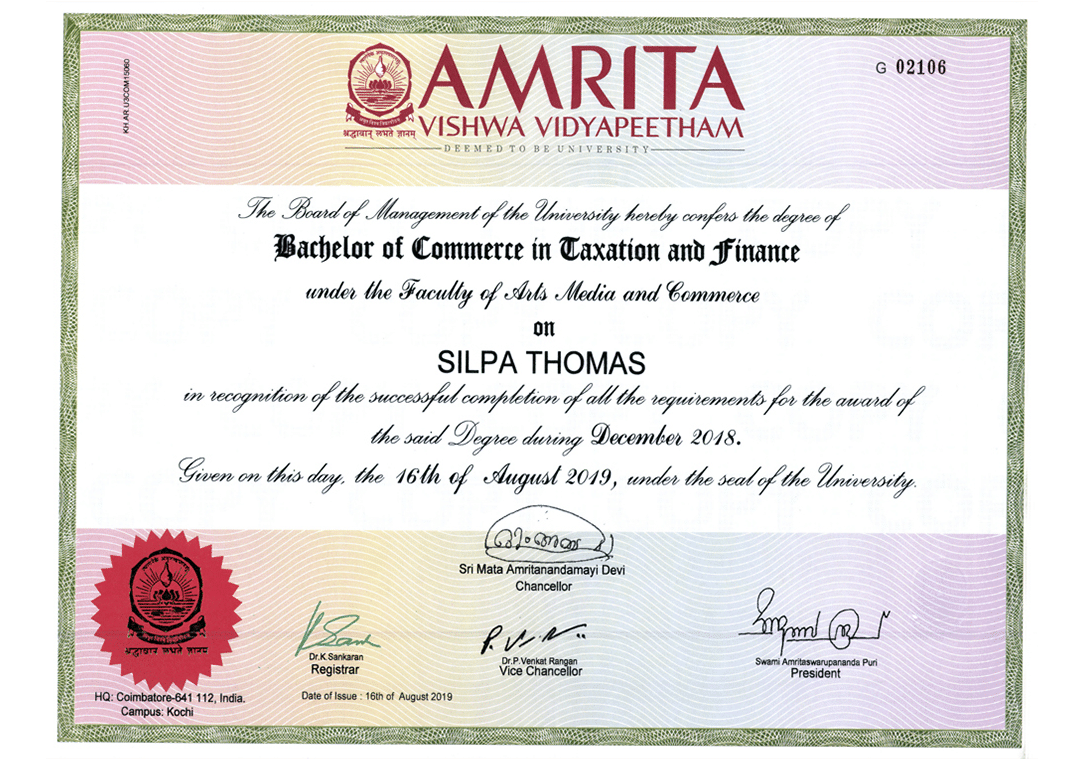 KH.AR.U3COM15060
AMRITA
VISHWA VIDYAPEETHAM
DEEMED TO BE UNIVERSITY
श्रद्धावान् लभते ज्ञानम्
G 02106
The Board of Management of the University hereby confers the degree of
Bachelor of Commerce in Taxation and Finance
under the Faculty of Arts Media and Commerce
on
SILPA THOMAS
in recognition of the successful completion of all the requirements for the award of
the said Degree during December 2018.
Given on this day, the 16th of August 2019, under the seal of the University.
Sri Mata Amritanandamayi Devi
Chancellor
श्रद्धावान् लभते ज्ञानम्
Dr.K Sankaran
Registrar
Dr.P.Venkat Rangan
Vice Chancellor
Swami Amritaswarupananda Puri
President
HQ: Coimbatore-641 112, India.
Campus: Kochi
Date of Issue : 16th of August 2019